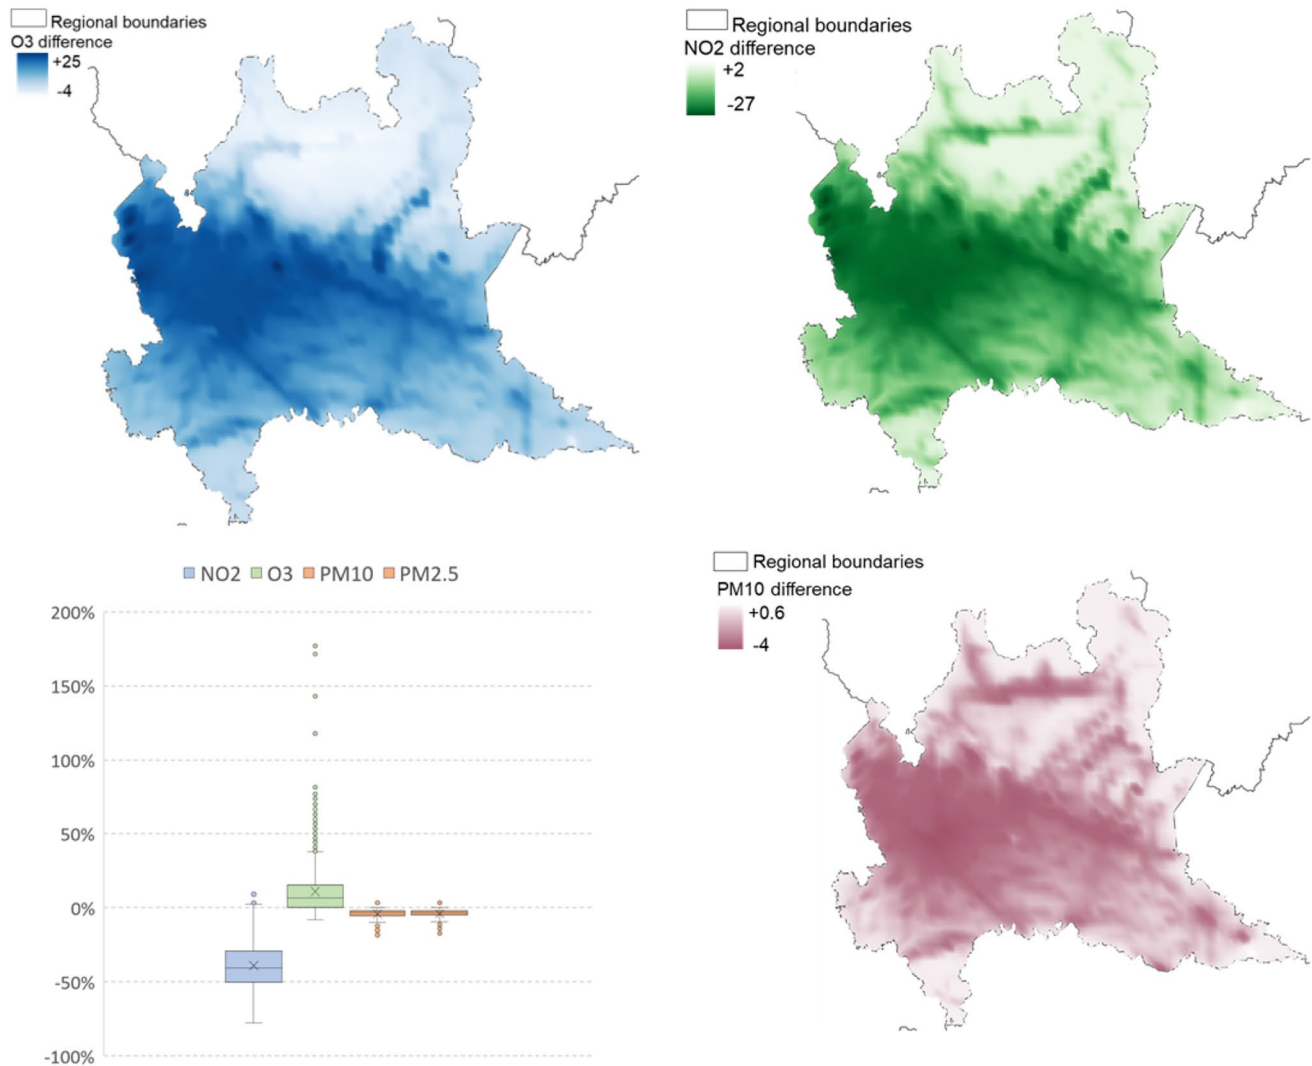 Regional boundaries
O3 difference
+25
-4
Regional boundaries
NO2 difference
+2
-27
NO2 O3 PM10 PM2.5
200%
150%
100%
50%
0%
-50%
-100%
Regional boundaries
PM10 difference
+0.6
-4